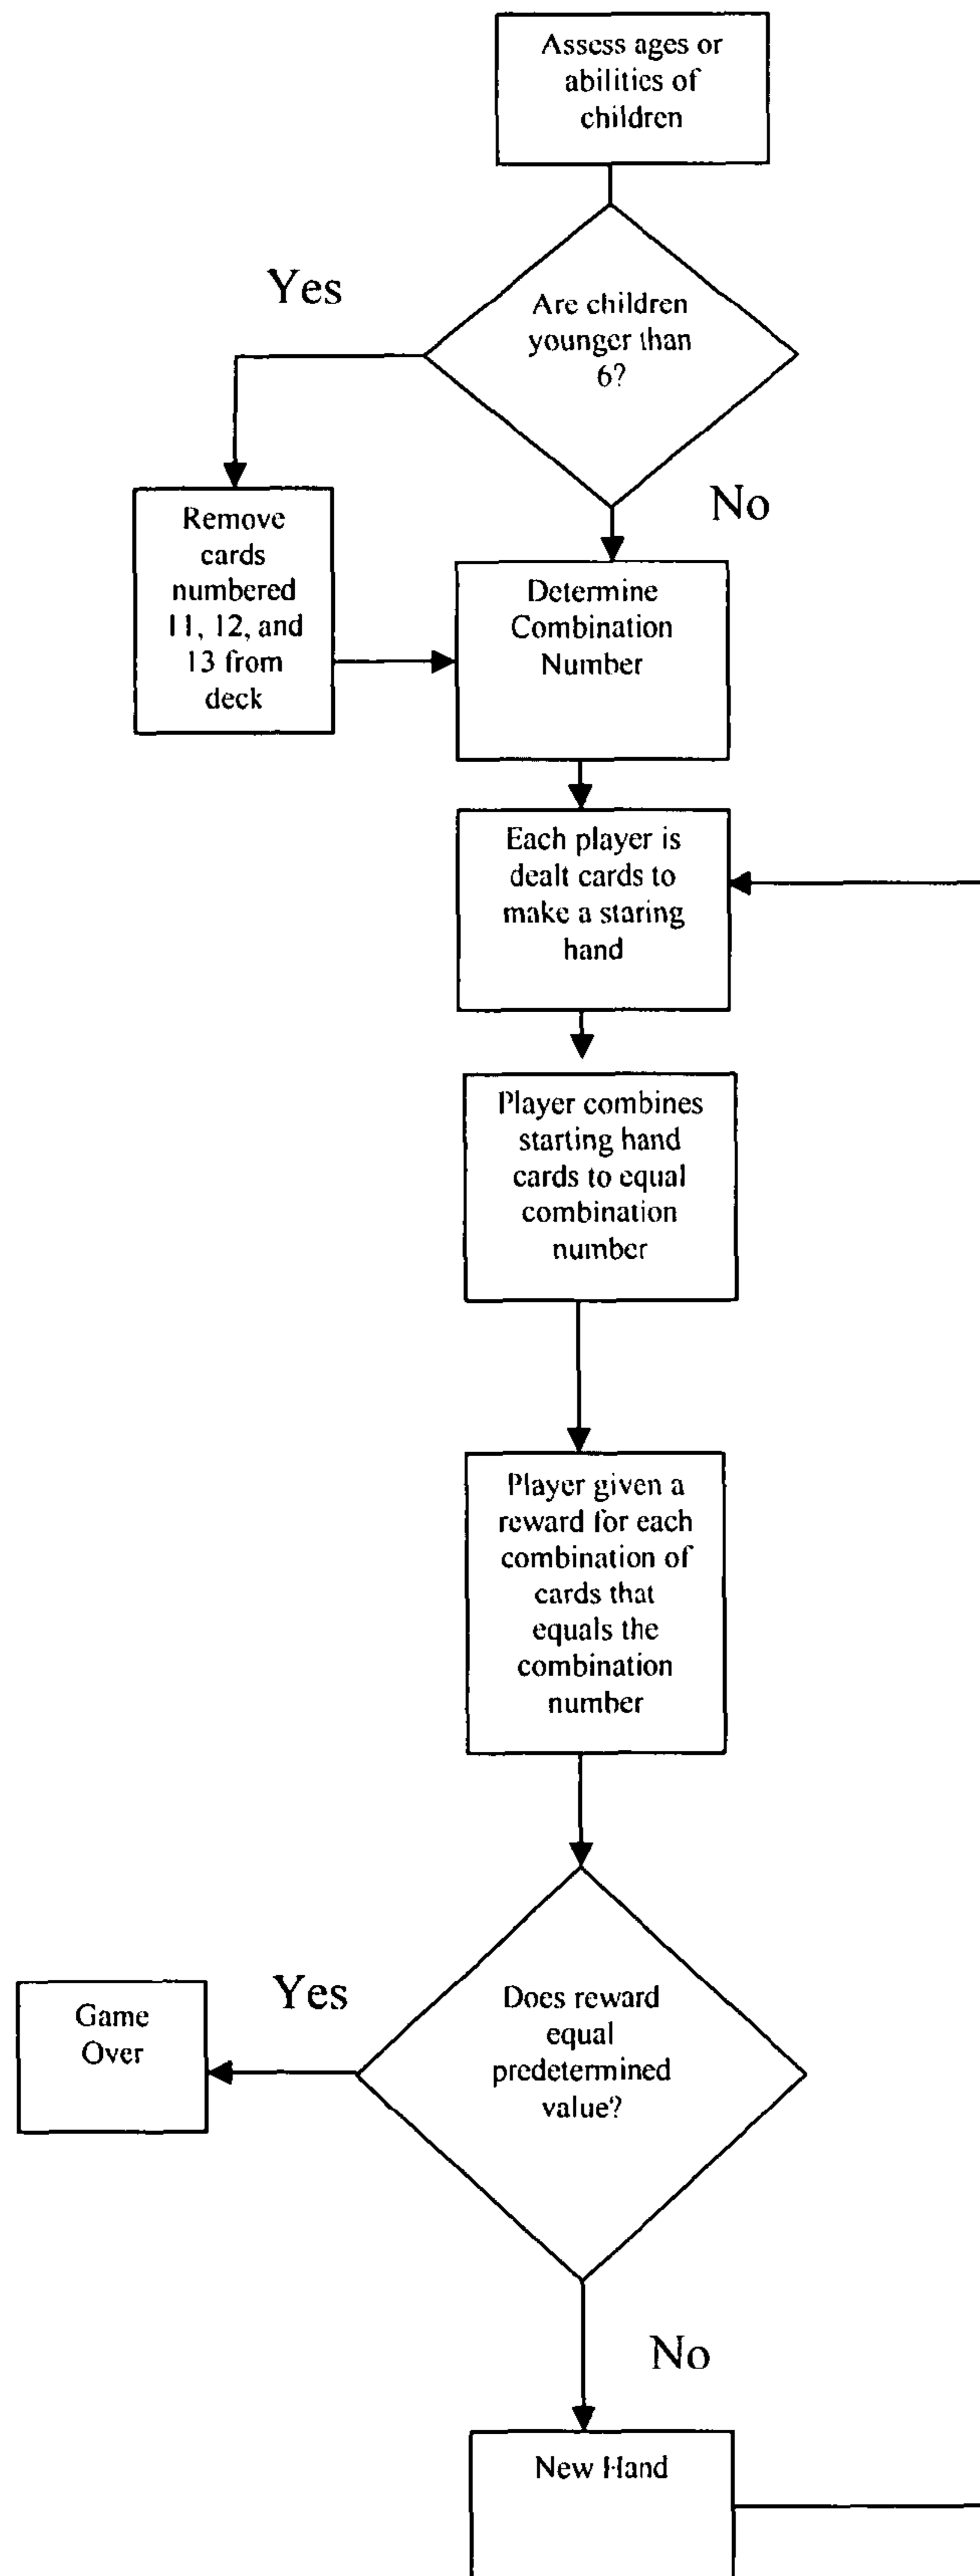 Assess ages or
abilities of
children
Yes
Are children
younger than
6?
No
Remove
cards
numbered
11, 12, and
13 from
deck
Determine
Combination
Number
Each player is
dealt cards to
make a staring
hand
Player combines
starting hand
cards to equal
combination
number
Player given a
reward for each
combination of
cards that
equals the
combination
number
Yes
Does reward
equal
predetermined
value?
Game
Over
No
New Hand